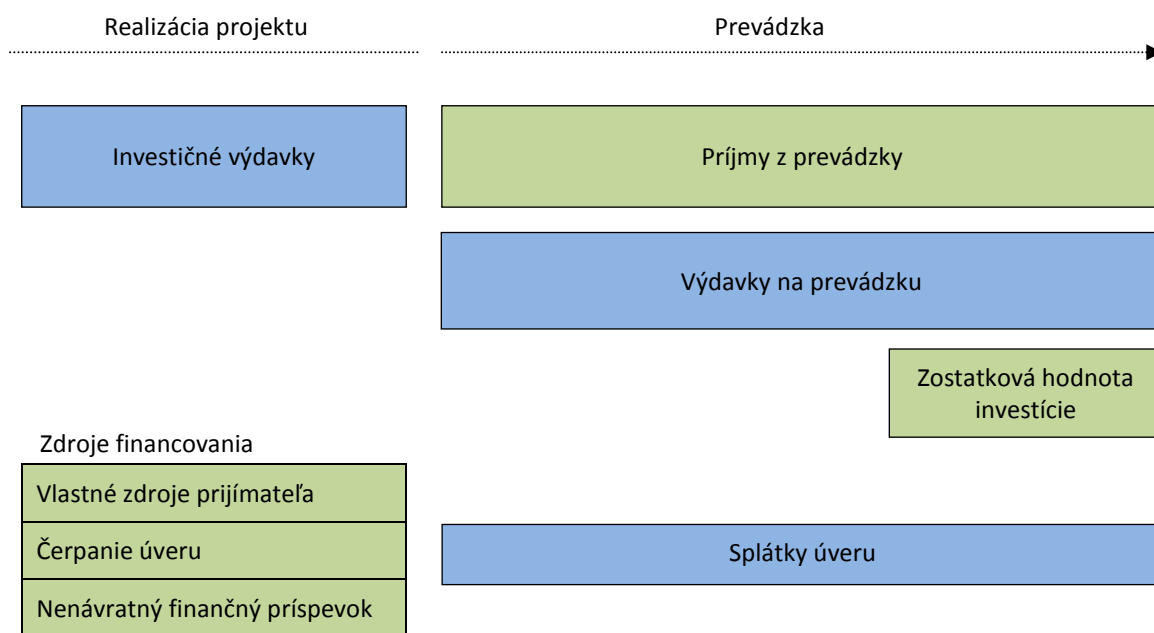 Realizácia projektu
Prevádzka
Investičné výdavky
Príjmy z prevádzky
Výdavky na prevádzku
Zostatková hodnota
investície
Zdroje financovania
Vlastné zdroje prijímateľa
Čerpanie úveru
Splátky úveru
Nenávratný finančný príspevok